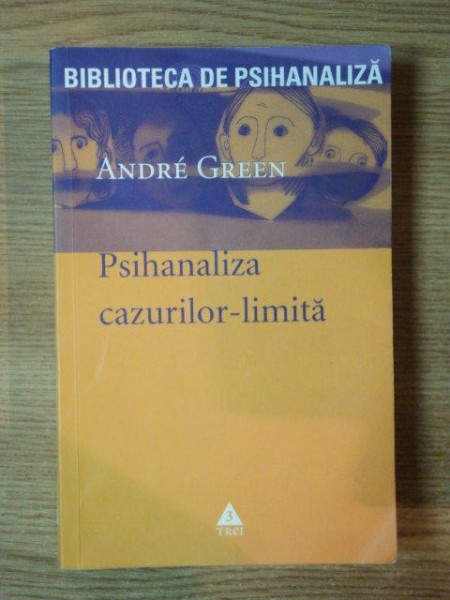 BIBLIOTECA DE PSIHANALIZĂ
ANDRÉ GREEN
Psihanaliza
cazurilor-limită
3
TREI